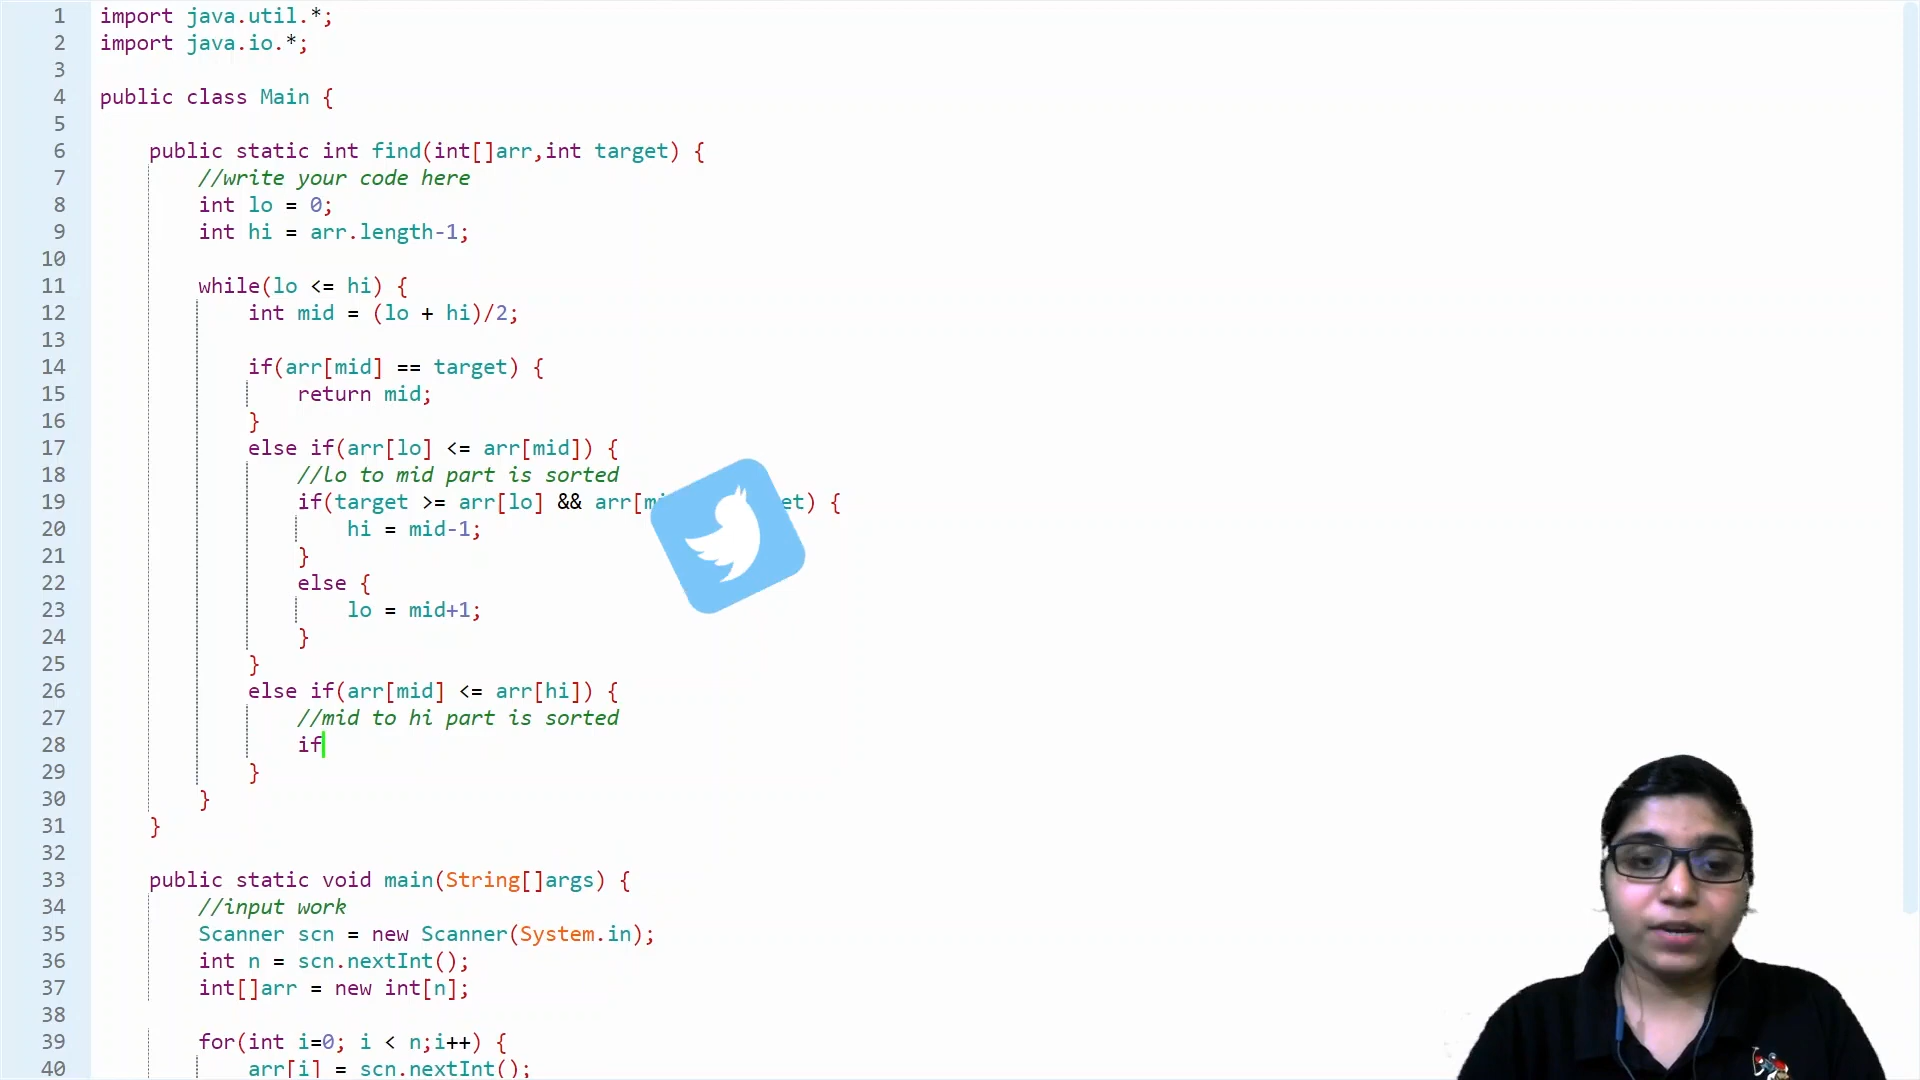 1 import java.util.*;
2 import java.io.*;
3
4 public class Main {
5
6 public static int find(int[]arr,int target) {
7 //write your code here
8 int lo = 0;
9 int hi = arr.length-1;
10
11 while(lo <= hi) {
12 int mid = (lo + hi)/2;
13
14 if(arr[mid] == target) {
15 return mid;
16 }
17 else if(arr[lo] <= arr[mid]) {
18 //lo to mid part is sorted
19 if(target >= arr[lo] && ) {
20 hi = mid-1;
21 }
22 else {
23 lo = mid+1;
24 }
25 }
26 else if(arr[mid] <= arr[hi]) {
27 //mid to hi part is sorted
28 if
29 }
30 }
31 }
32
33 public static void main(String[]args) {
34 //input work
35 Scanner scn = new Scanner(System.in);
36 int n = scn.nextInt();
37 int[]arr = new int[n];
38
39 for(int i=0; i < n;i++) {
40 arr[i] = scn.nextInt();